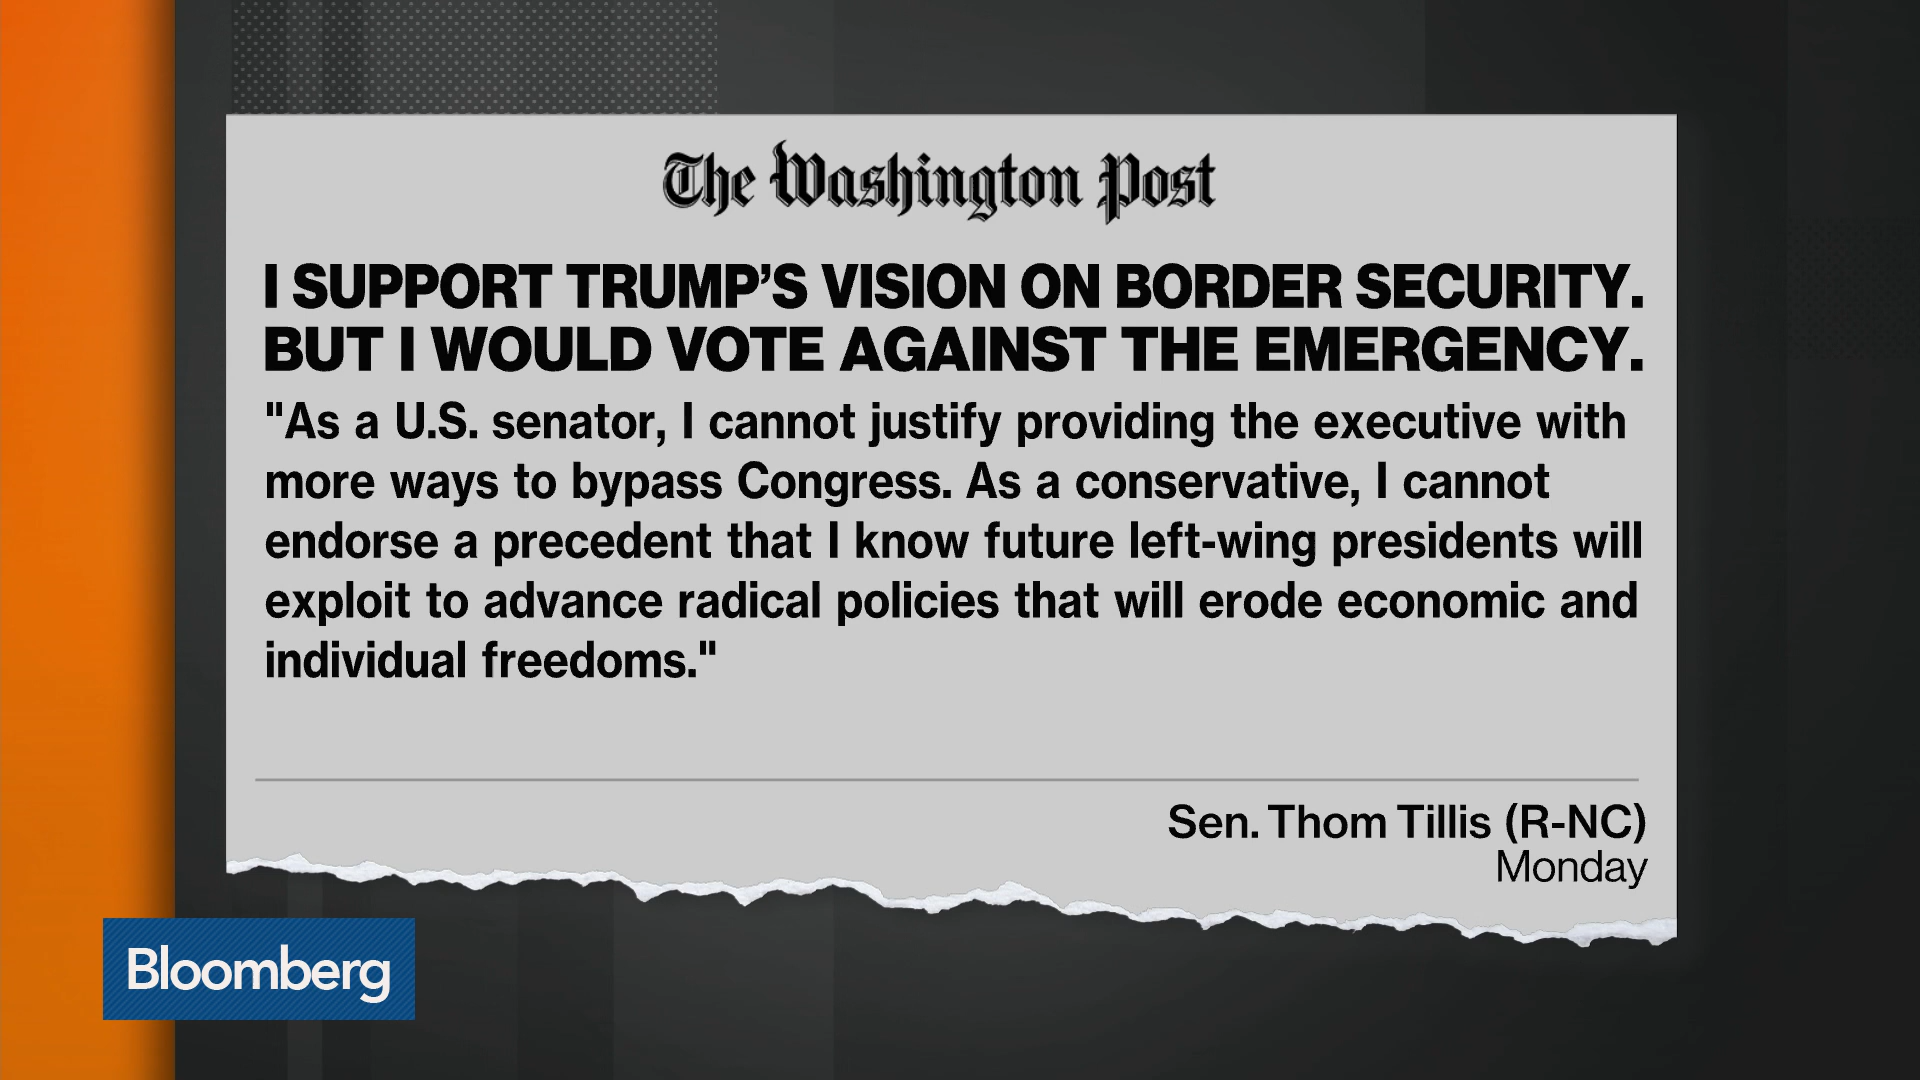 The Washington Post
I SUPPORT TRUMP’S VISION ON BORDER SECURITY.
BUT I WOULD VOTE AGAINST THE EMERGENCY.
"As a U.S. senator, I cannot justify providing the executive with
more ways to bypass Congress. As a conservative, I cannot
endorse a precedent that I know future left-wing presidents will
exploit to advance radical policies that will erode economic and
individual freedoms."
Sen. Thom Tillis (R-NC)
Monday
Bloomberg